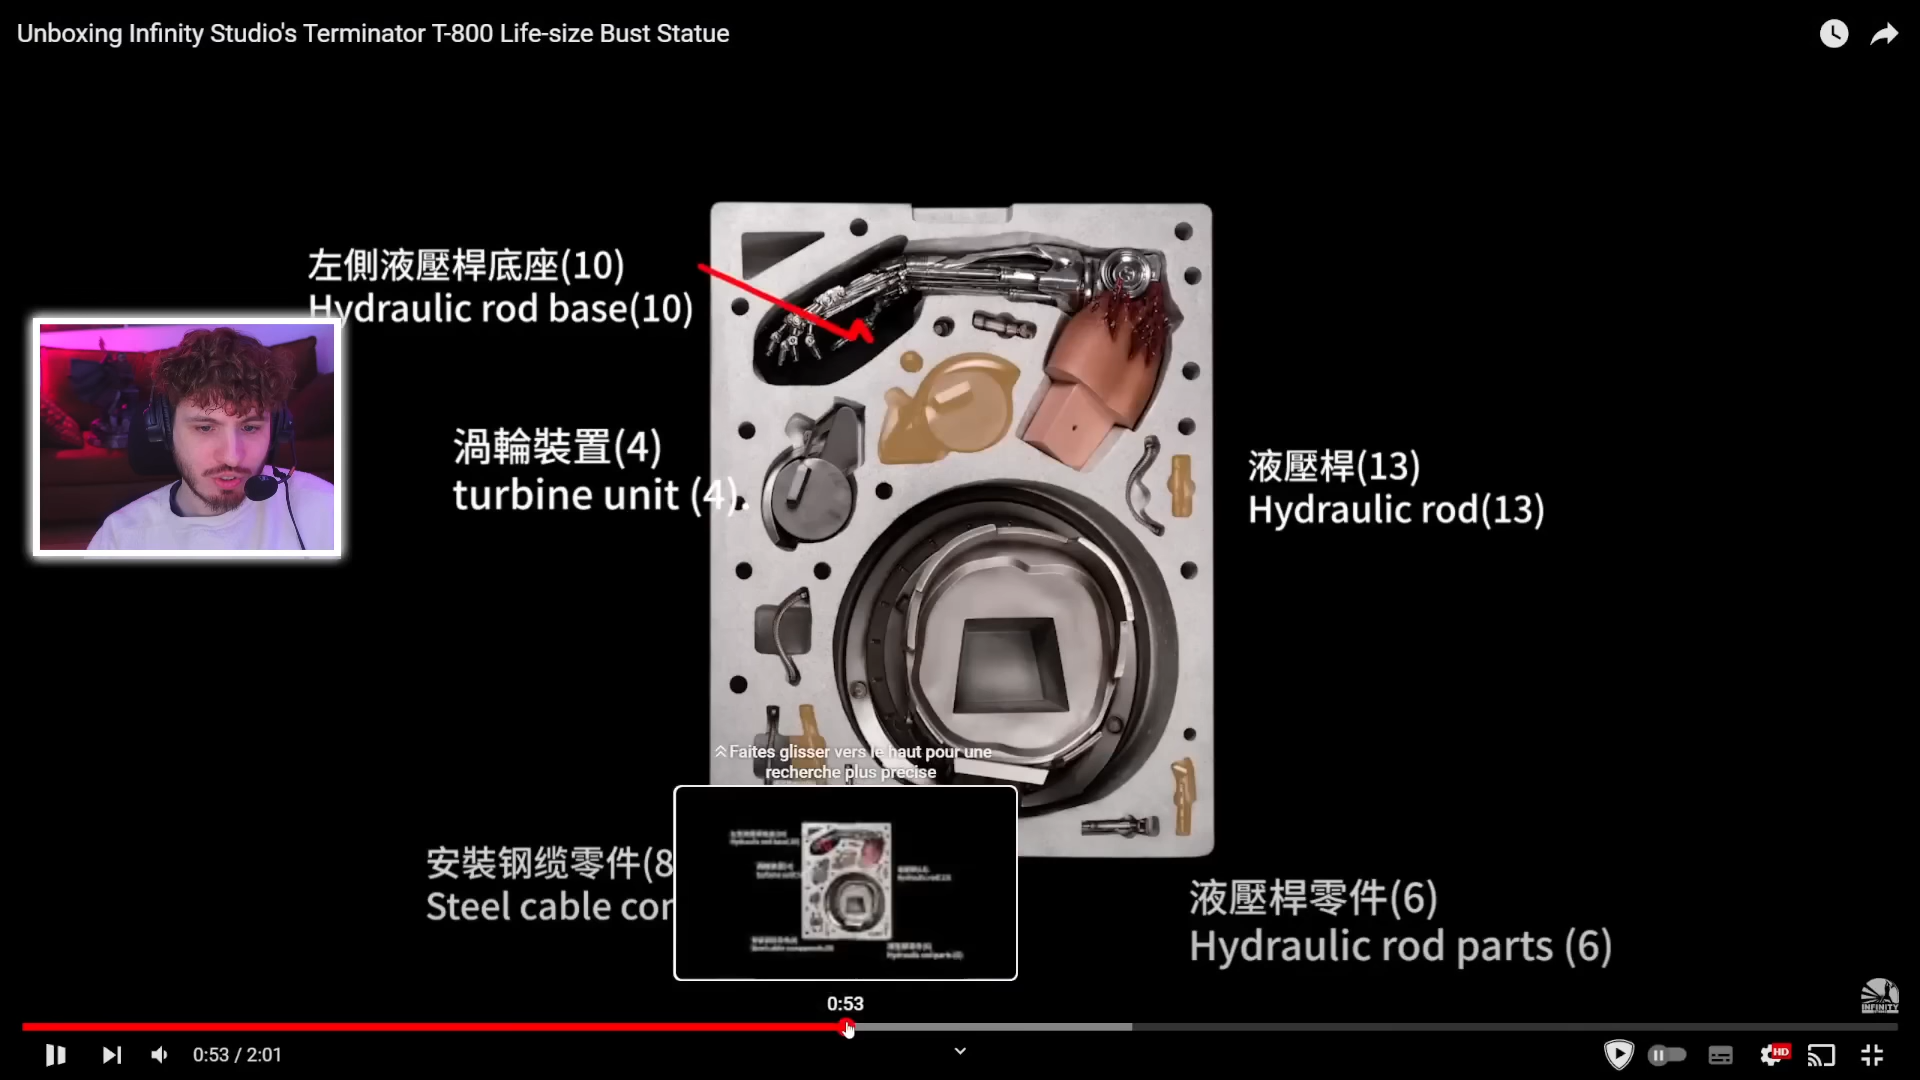 Unboxing Infinity Studio's Terminator T-800 Life-size Bust Statue
左側液壓桿底座(10)
Hydraulic rod base(10)
渦輪裝置(4)
turbine unit (4).
液壓桿(13)
Hydraulic rod(13)
Faites glisser vers le haut pour une
recherche plus précise
安裝钢缆零件(8
Steel cable cor
液壓桿零件(6)
Hydraulic rod parts (6)
INFINITY
0:53
0:53 / 2:01
HD